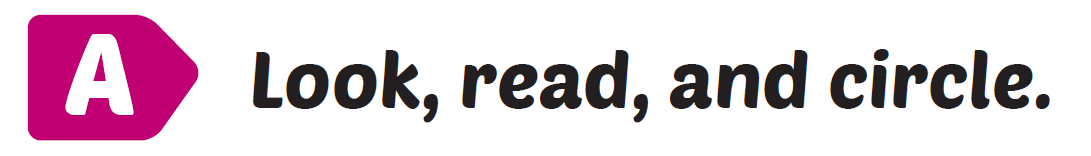 A Look, read, and circle.